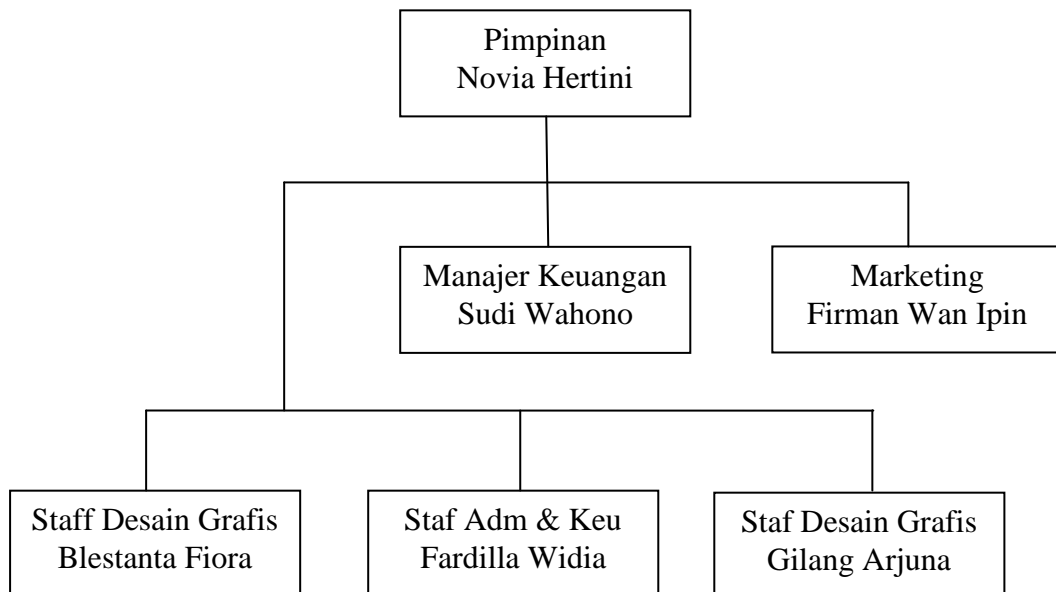 Pimpinan
Novia Hertini
Manajer Keuangan
Sudi Wahono
Marketing
Firman Wan Ipin
Staff Desain Grafis
Blestanta Fiora
Staf Adm & Keu
Fardilla Widia
Staf Desain Grafis
Gilang Arjuna